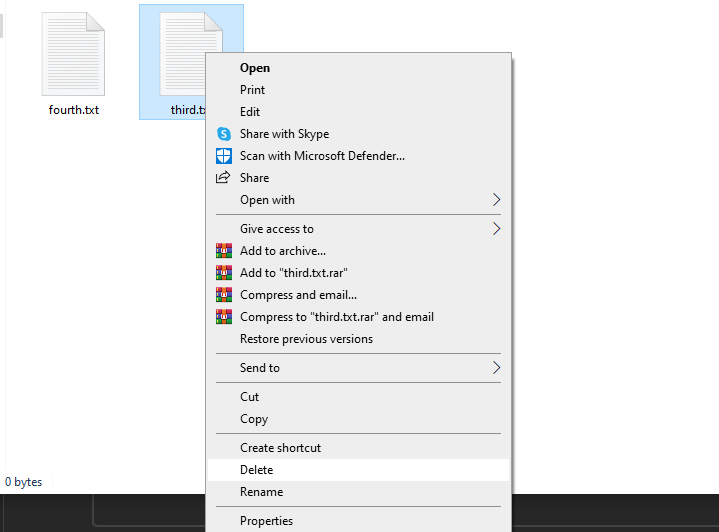 fourth.txt
third.tx
Open
Print
Edit
Share with Skype
Scan with Microsoft Defender...
Share
Open with
Give access to
Add to archive...
Add to "third.txt.rar"
Compress and email...
Compress to "third.txt.rar" and email
Restore previous versions
Send to
Cut
Copy
Create shortcut
Delete
Rename
Properties
0 bytes